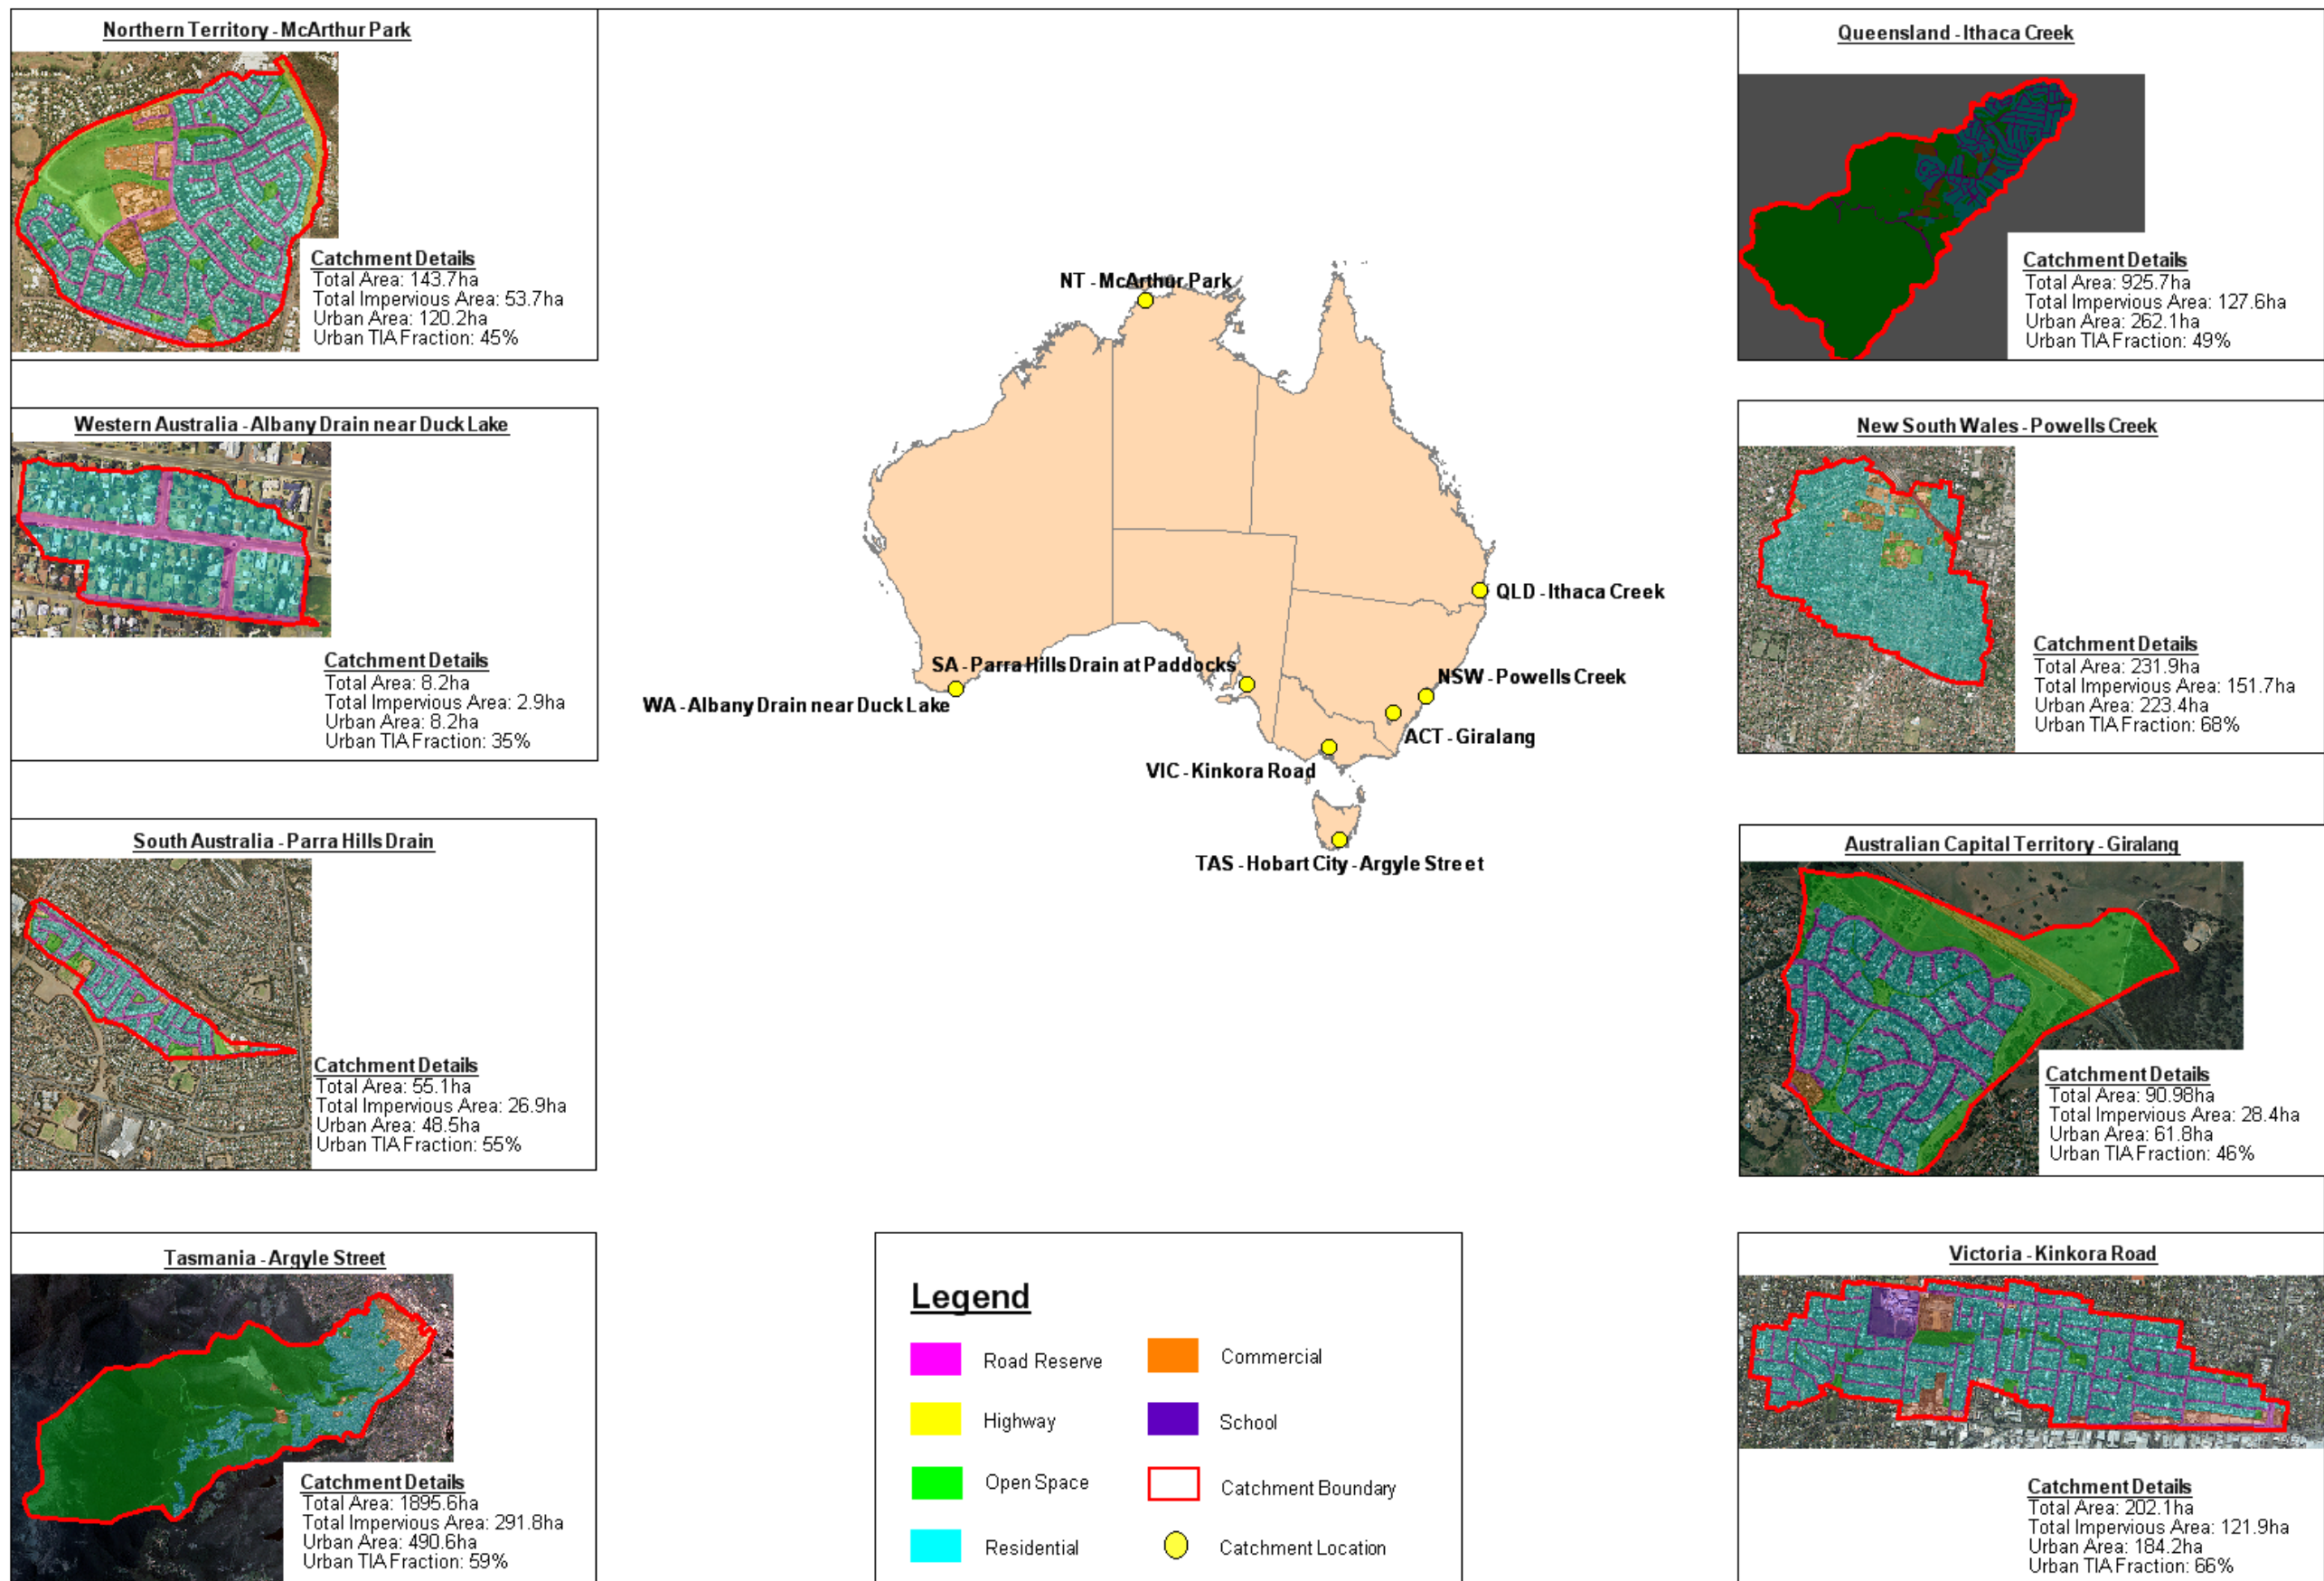 Northern Territory - McArthur Park
Catchment Details
Total Area: 143.7ha
Total Impervious Area: 53.7ha
Urban Area: 120.2ha
Urban TIA Fraction: 45%
Western Australia - Albany Drain near Duck Lake
Catchment Details
Total Area: 8.2ha
Total Impervious Area: 2.9ha
Urban Area: 8.2ha
Urban TIA Fraction: 35%
South Australia - Parra Hills Drain
Catchment Details
Total Area: 55.1ha
Total Impervious Area: 26.9ha
Urban Area: 48.5ha
Urban TIA Fraction: 55%
Tasmania - Argyle Street
Catchment Details
Total Area: 1895.6ha
Total Impervious Area: 291.8ha
Urban Area: 490.6ha
Urban TIA Fraction: 59%
NT - McArthur Park
QLD - Ithaca Creek
SA - Parra Hills Drain at Paddocks
NSW - Powells Creek
WA - Albany Drain near Duck Lake
ACT - Giralang
VIC - Kinkora Road
TAS - Hobart City - Argyle Street
Legend
Road Reserve
Commercial
Highway
School
Open Space
Catchment Boundary
Residential
Catchment Location
Queensland - Ithaca Creek
Catchment Details
Total Area: 925.7ha
Total Impervious Area: 127.6ha
Urban Area: 262.1ha
Urban TIA Fraction: 49%
New South Wales - Powells Creek
Catchment Details
Total Area: 231.9ha
Total Impervious Area: 151.7ha
Urban Area: 223.4ha
Urban TIA Fraction: 68%
Australian Capital Territory - Giralang
Catchment Details
Total Area: 90.98ha
Total Impervious Area: 28.4ha
Urban Area: 61.8ha
Urban TIA Fraction: 46%
Victoria - Kinkora Road
Catchment Details
Total Area: 202.1ha
Total Impervious Area: 121.9ha
Urban Area: 184.2ha
Urban TIA Fraction: 66%